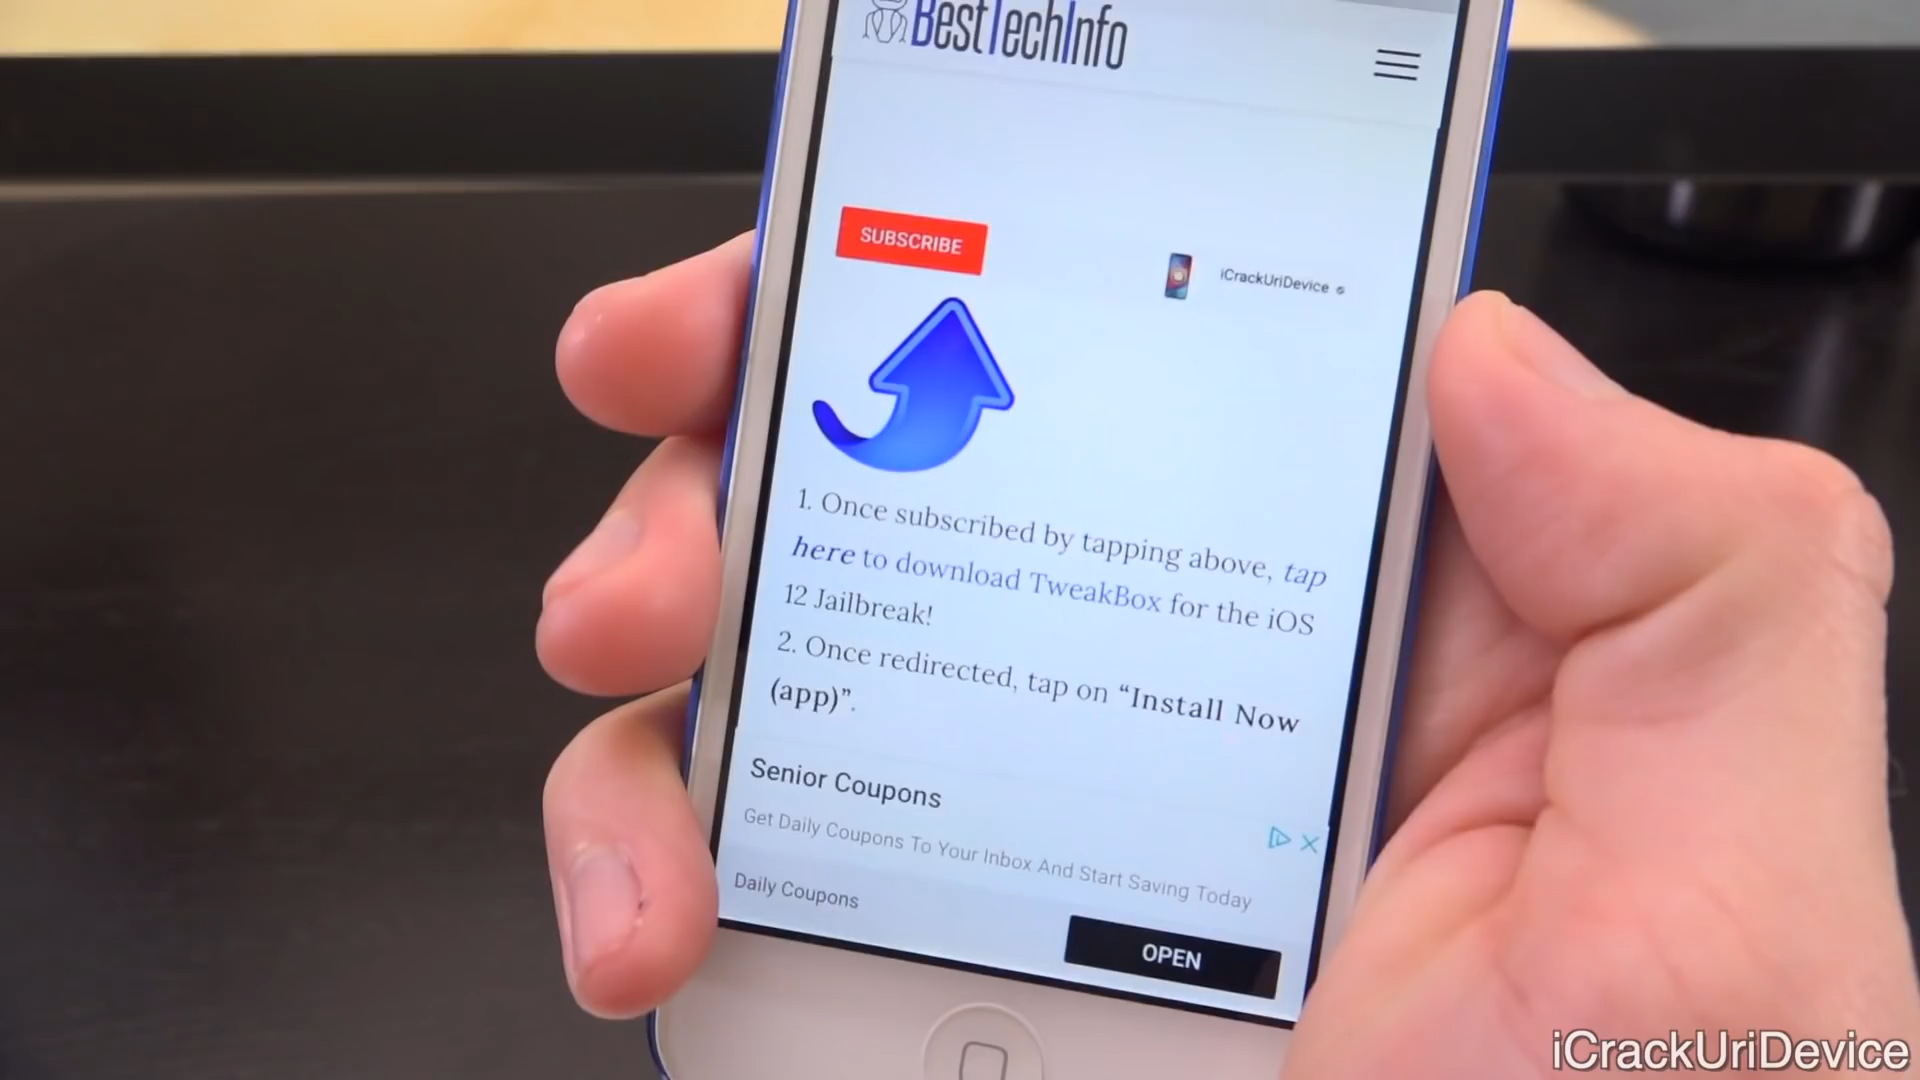 BestTechInfo
SUBSCRIBE
iCrackUriDevice
1. Once subscribed by tapping above, tap
here to download TweakBox for the iOS
12 Jailbreak!
2. Once redirected, tap on “Install Now
(app)”.
Senior Coupons
Get Daily Coupons To Your Inbox And Start Saving Today
Daily Coupons
OPEN
iCrackUriDevice